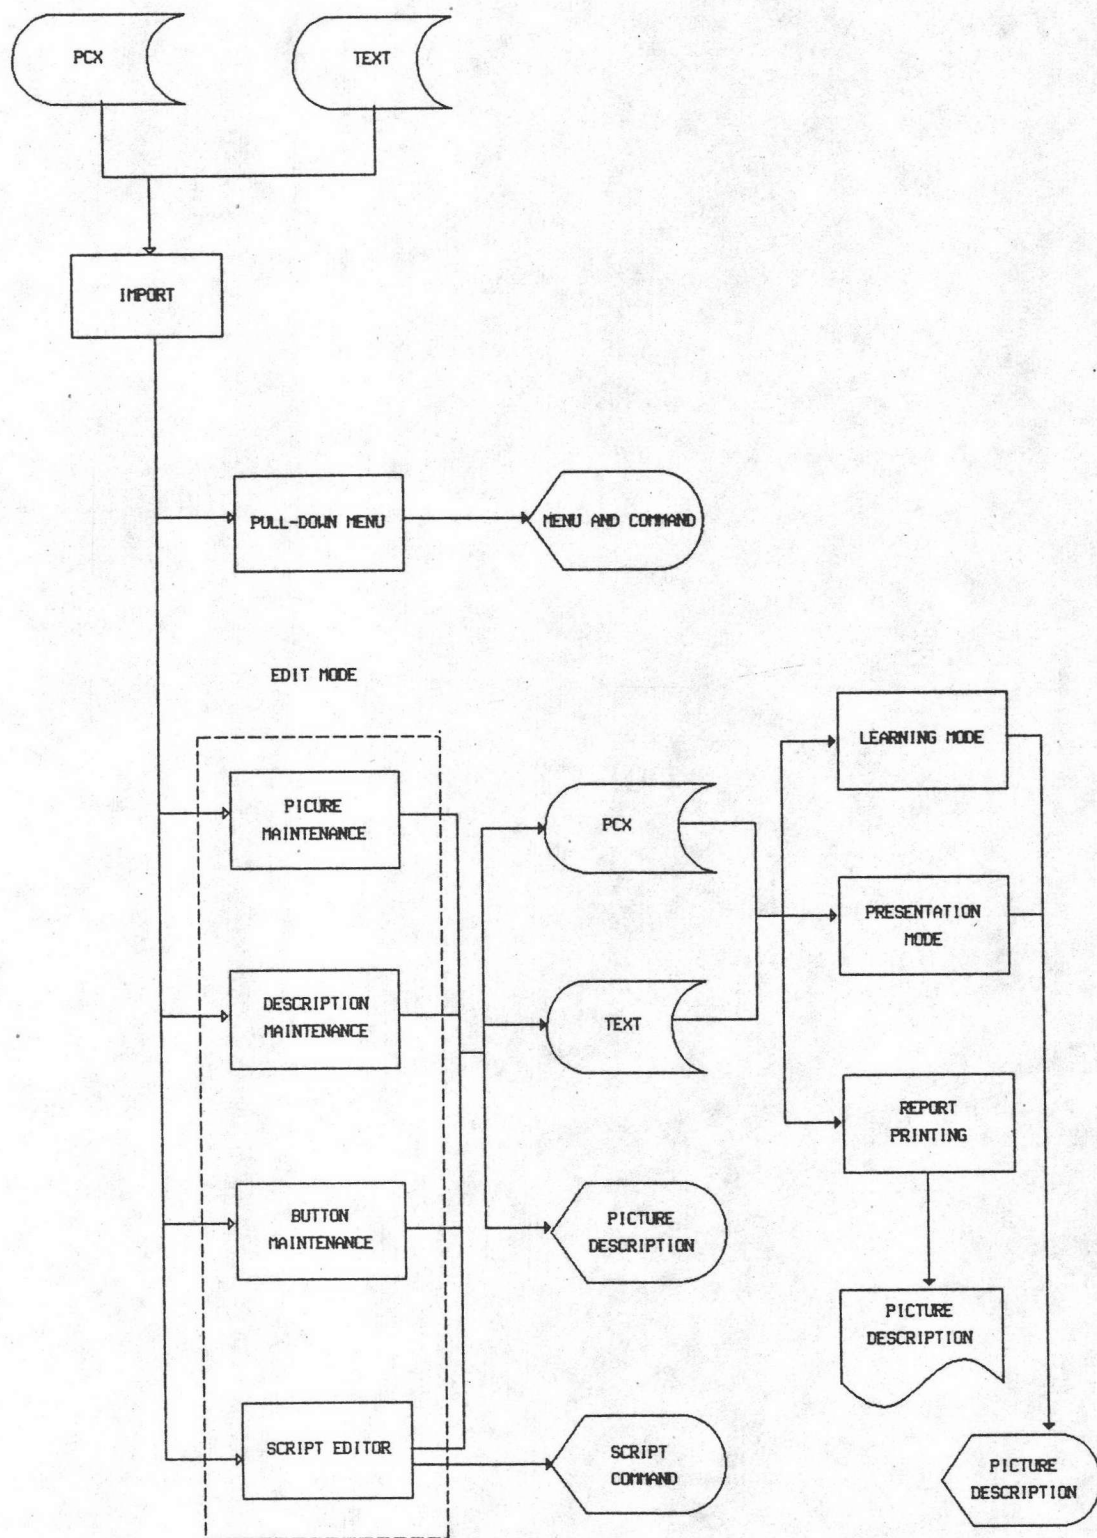 PCX
TEXT
IMPORT
PULL-DOWN MENU
MENU AND COMMAND
EDIT MODE
LEARNING MODE
PICURE
MAINTENANCE
PCX
PRESENTATION
MODE
DESCRIPTION
MAINTENANCE
TEXT
REPORT
PRINTING
BUTTON
MAINTENANCE
PICTURE
DESCRIPTION
PICTURE
DESCRIPTION
SCRIPT EDITOR
SCRIPT
COMMAND
PICTURE
DESCRIPTION